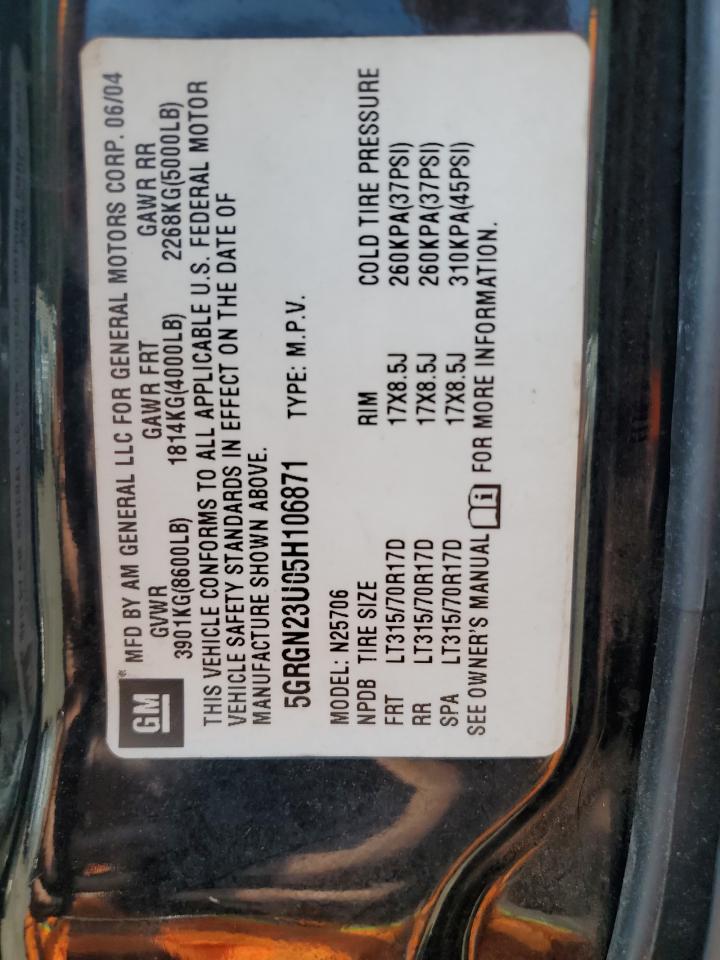 GM
MFD BY AM GENERAL LLC FOR GENERAL MOTORS CORP. 06/04
GVWR GAWR FRT GAWR RR
3901KG(8600LB) 1814KG(4000LB) 2268KG(5000LB)
THIS VEHICLE CONFORMS TO ALL APPLICABLE U.S. FEDERAL MOTOR
VEHICLE SAFETY STANDARDS IN EFFECT ON THE DATE OF
MANUFACTURE SHOWN ABOVE.
5GRGN23U05H106871 TYPE: M.P.V.
MODEL: N25706
NPDB TIRE SIZE RIM COLD TIRE PRESSURE
FRT LT315/70R17D 17X8.5J 260KPA(37PSI)
RR LT315/70R17D 17X8.5J 260KPA(37PSI)
SPA LT315/70R17D 17X8.5J 310KPA(45PSI)
SEE OWNER'S MANUAL FOR MORE INFORMATION.